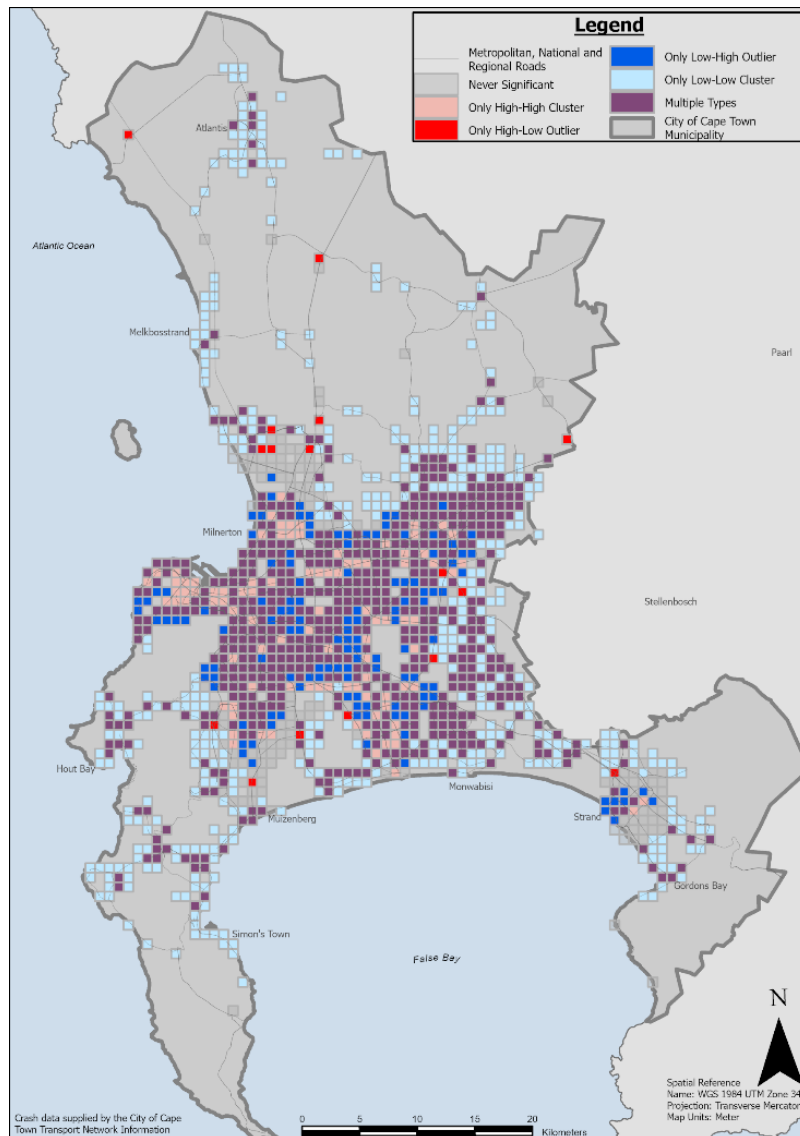 Legend
Metropolitan, National and
Regional Roads
Never Significant
Only High-High Cluster
Only High-Low Outlier
Only Low-High Outlier
Only Low-Low Cluster
Multiple Types
City of Cape Town
Municipality
Atlantis
Atlantic Ocean
Melkbosstrand
Paarl
Milnerton
Stellenbosch
Hout Bay
Monwabisi
Muizenberg
Strand
Gordons Bay
Simon's Town
False Bay
N
Spatial Reference
Name: WGS 1984 UTM Zone 34
Projection: Transverse Mercator
Map Units: Meter
Crash data supplied by the City of Cape
Town Transport Network Information
0 5 10 15 20
Kilometers